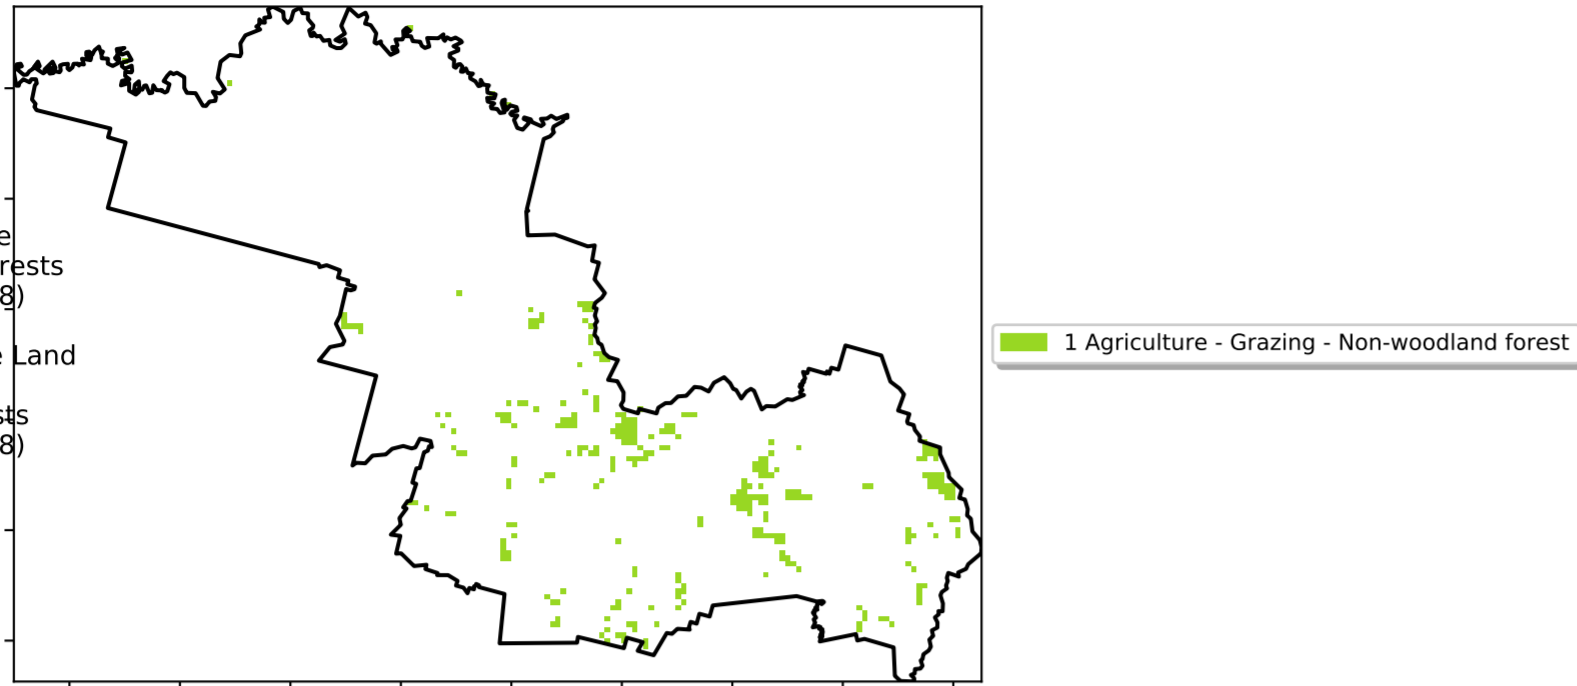 e
rests
8)
e Land
sts
8)
1 Agriculture - Grazing - Non-woodland forest